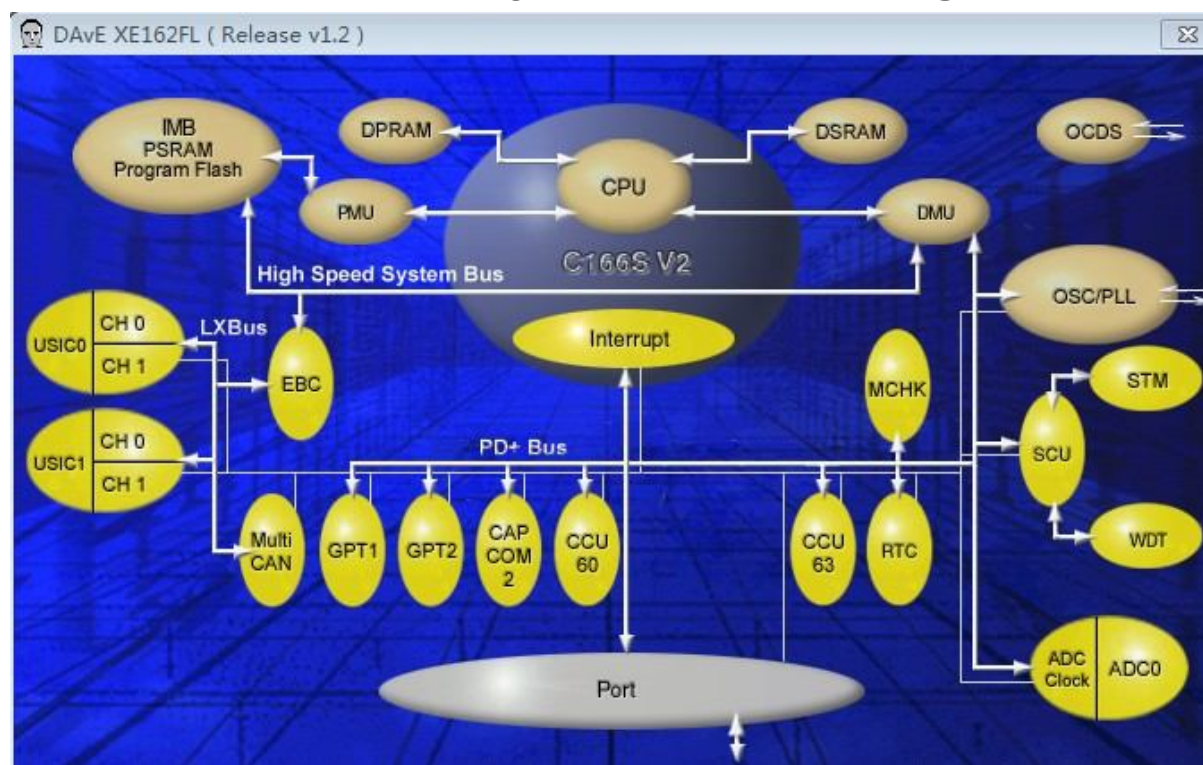 DAvE XE162FL ( Release v1.2 )
IMB
PSRAM
Program Flash
DPRAM
DSRAM
OCDS
CPU
PMU
DMU
C166S V2
High Speed System Bus
OSC/PLL
USIC0
CH 0
CH 1
LXBus
EBC
Interrupt
MCHK
STM
USIC1
CH 0
CH 1
PD+ Bus
SCU
Multi
CAN
GPT1
GPT2
CAP
COM
2
CCU
60
CCU
63
RTC
WDT
Port
ADC
Clock
ADC0